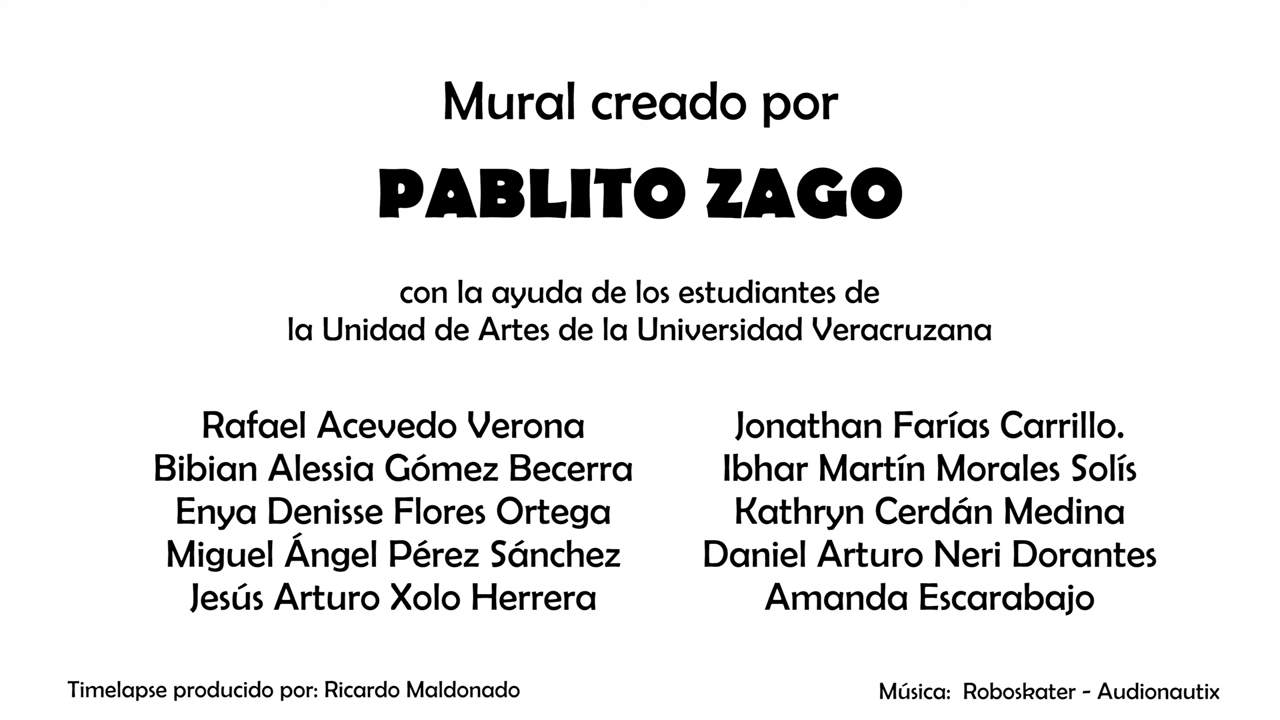 Mural creado por
PABLITO ZAGO
con la ayuda de los estudiantes de
la Unidad de Artes de la Universidad Veracruzana
Rafael Acevedo Verona
Bibian Alessia Gómez Becerra
Enya Denisse Flores Ortega
Miguel Ángel Pérez Sánchez
Jesús Arturo Xolo Herrera
Jonathan Farías Carrillo.
Ibhar Martín Morales Solís
Kathryn Cerdán Medina
Daniel Arturo Neri Dorantes
Amanda Escarabajo
Timelapse producido por: Ricardo Maldonado
Música: Roboskater - Audionautix